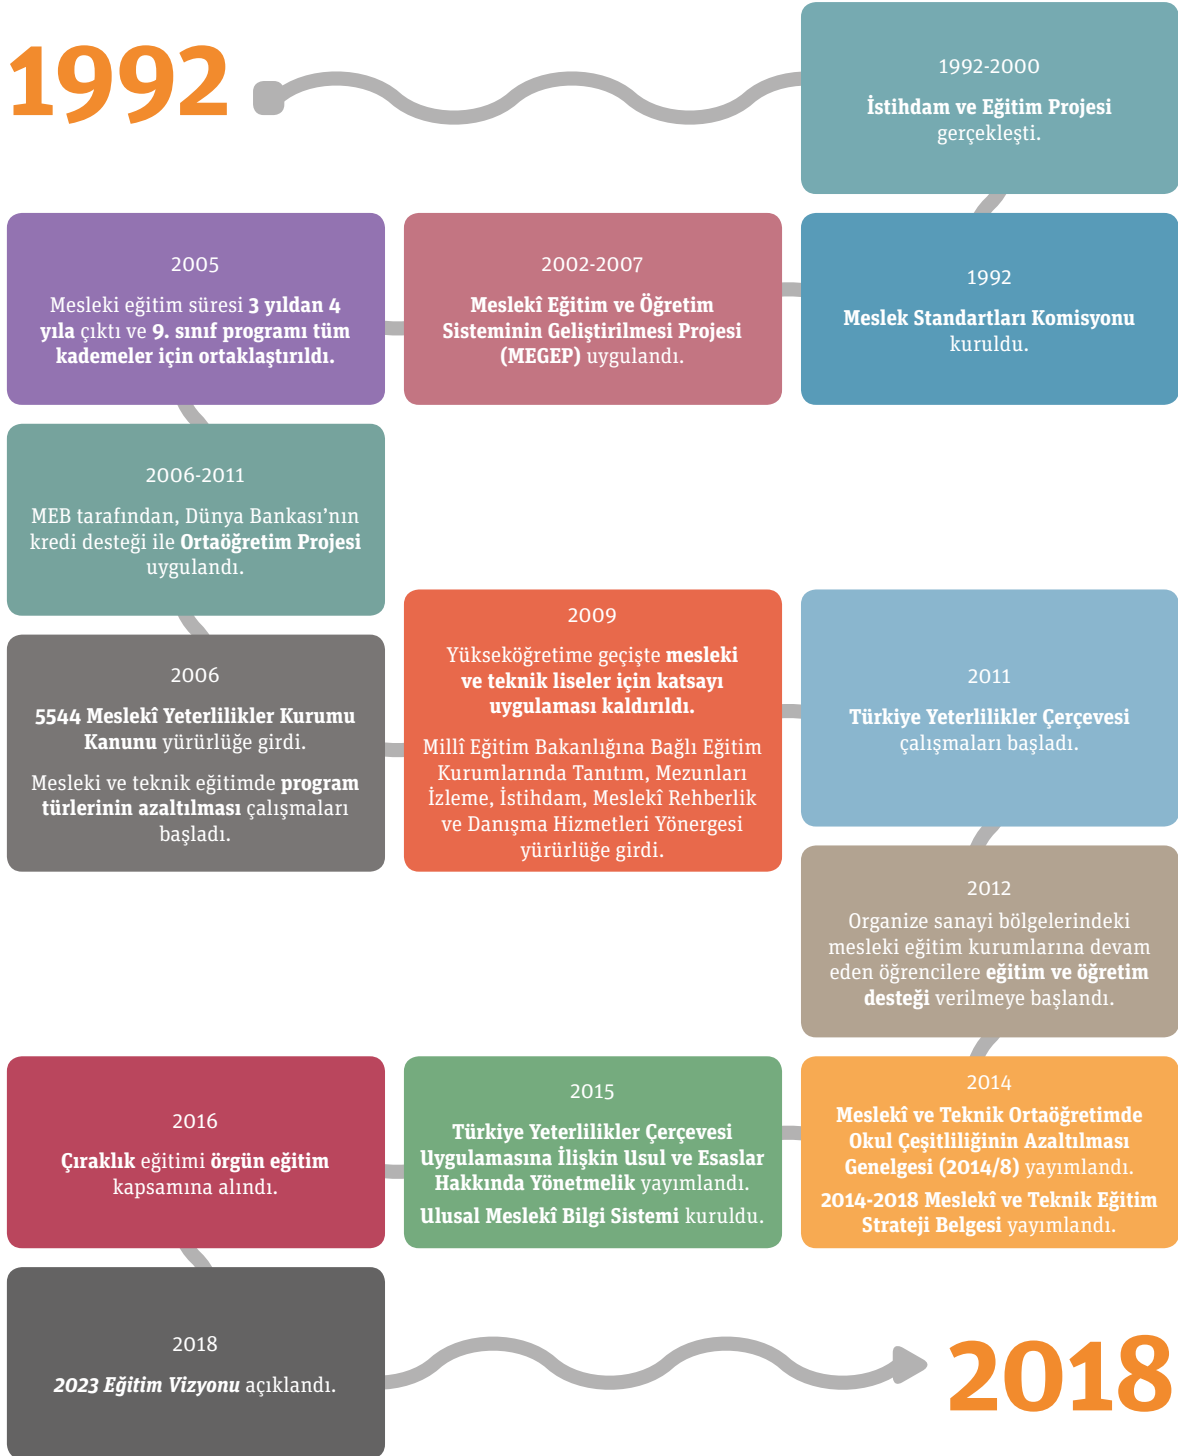 1992
1992-2000
İstihdam ve Eğitim Projesi
gerçekleşti.
1992
Meslek Standartları Komisyonu
kuruldu.
2002-2007
Meslekî Eğitim ve Öğretim
Sisteminin Geliştirilmesi Projesi
(MEGEP) uygulandı.
2005
Mesleki eğitim süresi 3 yıldan 4
yıla çıktı ve 9. sınıf programı tüm
kademeler için ortaklaştırıldı.
2006-2011
MEB tarafından, Dünya Bankası’nın
kredi desteği ile Ortaöğretim Projesi
uygulandı.
2006
5544 Meslekî Yeterlilikler Kurumu
Kanunu yürürlüğe girdi.
Mesleki ve teknik eğitimde program
türlerinin azaltılması çalışmaları
başladı.
2009
Yükseköğretime geçişte mesleki
ve teknik liseler için katsayı
uygulaması kaldırıldı.
Millî Eğitim Bakanlığına Bağlı Eğitim
Kurumlarında Tanıtım, Mezunları
İzleme, İstihdam, Meslekî Rehberlik
ve Danışma Hizmetleri Yönergesi
yürürlüğe girdi.
2011
Türkiye Yeterlilikler Çerçevesi
çalışmaları başladı.
2012
Organize sanayi bölgelerindeki
mesleki eğitim kurumlarına devam
eden öğrencilere eğitim ve öğretim
desteği verilmeye başlandı.
2014
Meslekî ve Teknik Ortaöğretimde
Okul Çeşitliliğinin Azaltılması
Genelgesi (2014/8) yayımlandı.
2014-2018 Meslekî ve Teknik Eğitim
Strateji Belgesi yayımlandı.
2015
Türkiye Yeterlilikler Çerçevesi
Uygulamasına İlişkin Usul ve Esaslar
Hakkında Yönetmelik yayımlandı.
Ulusal Meslekî Bilgi Sistemi kuruldu.
2016
Çıraklık eğitimi örgün eğitim
kapsamına alındı.
2018
2023 Eğitim Vizyonu açıklandı.
2018